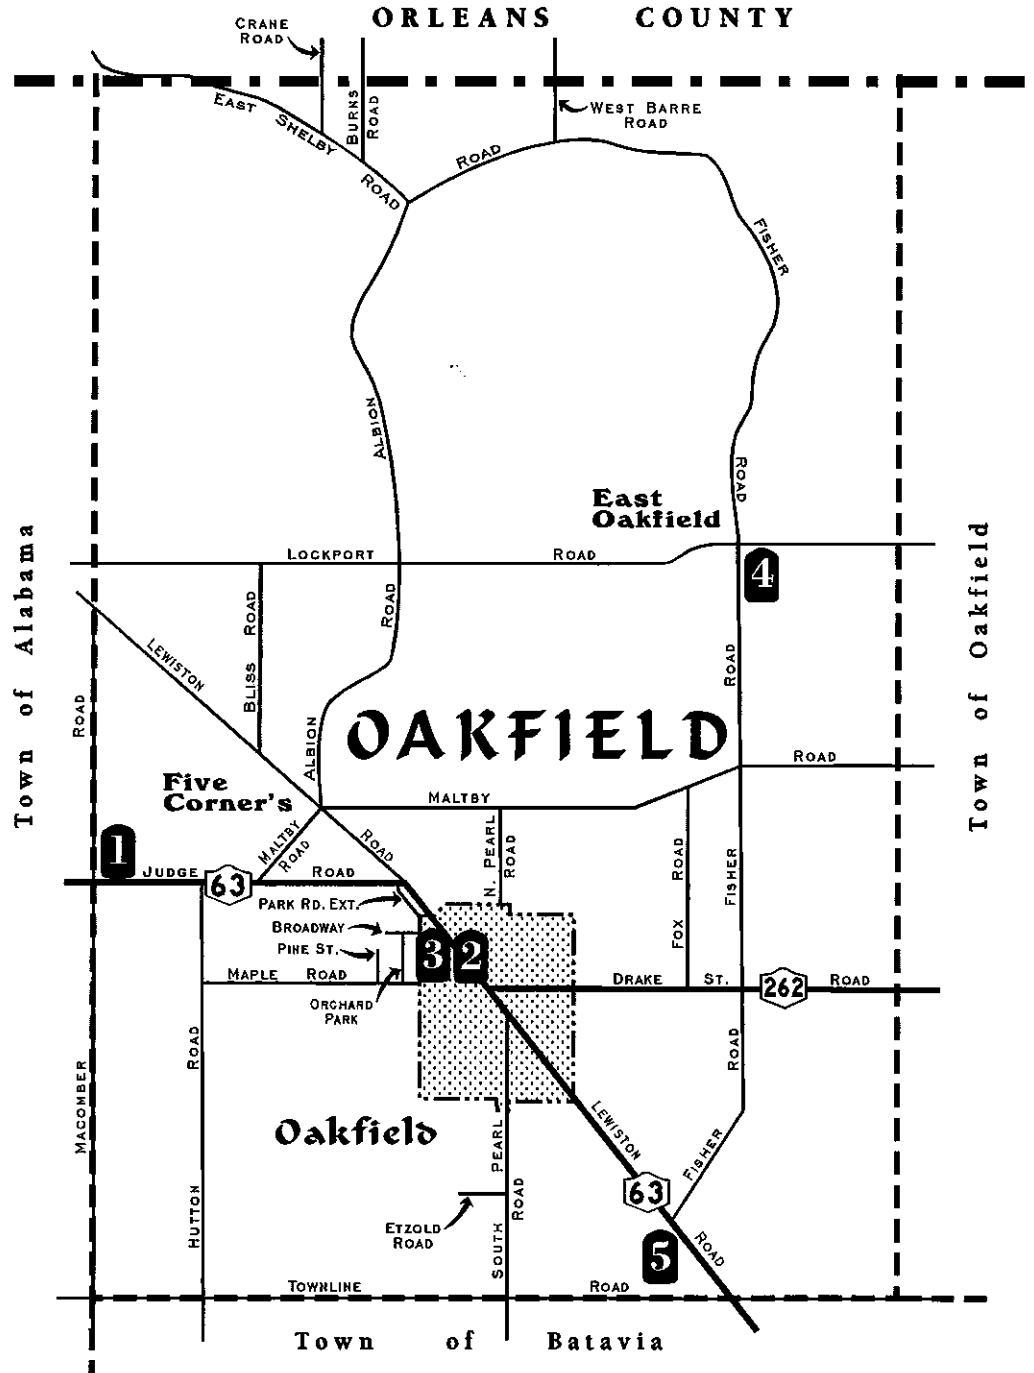 ORLEANS COUNTY
CRANE
ROAD
BURNS
ROAD
WEST BARRE
ROAD
EAST SHELBY ROAD
ROAD
FISHER
ROAD
ALBION
ROAD
ALBION
East
Oakfield
LOCKPORT ROAD
4
Town of Alabama
Town of Oakfield
LEWISTON
ROAD
BLISS ROAD
ROAD
ROAD
OAKFIELD
ROAD
Five
Corner's
MALTBY
MALTBY
ROAD
N. PEARL
ROAD
FOX ROAD
FISHER
1
JUDGE
63
ROAD
PARK RD. EXT.
BROADWAY
PINE ST.
3
2
MAPLE ROAD
ORCHARD
PARK
DRAKE ST.
262
ROAD
ROAD
MACOMBER
HUTTON
ROAD
Oakfield
PEARL
SOUTH
ROAD
LEWISTON
63
FISHER
ETZOLD
ROAD
5
ROAD
TOWNLINE ROAD
Town of Batavia